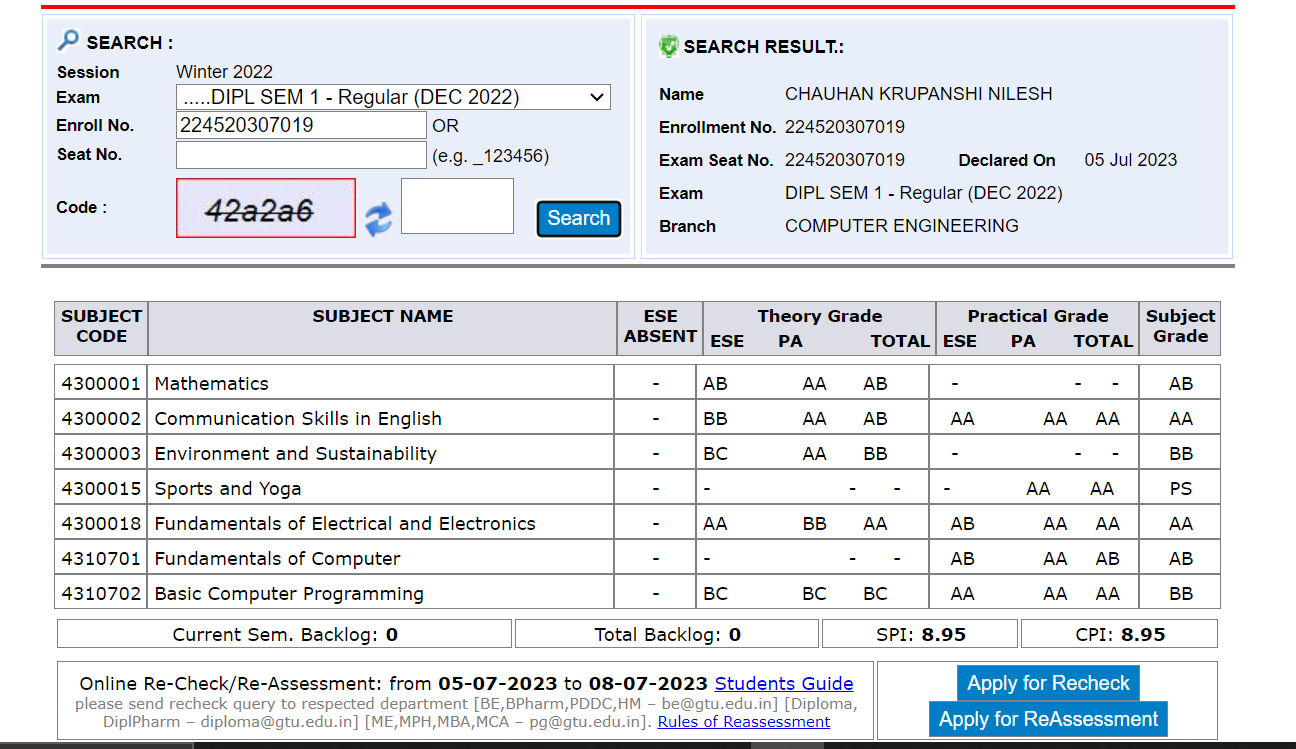 SEARCH :
Session Winter 2022
Exam .....DIPL SEM 1 - Regular (DEC 2022)
Enroll No. 224520307019 OR
Seat No. (e.g. _123456)
Code : 42a2a6 Search
SEARCH RESULT.:
Name CHAUHAN KRUPANSHI NILESH
Enrollment No. 224520307019
Exam Seat No. 224520307019 Declared On 05 Jul 2023
Exam DIPL SEM 1 - Regular (DEC 2022)
Branch COMPUTER ENGINEERING
SUBJECT CODE SUBJECT NAME ESE ABSENT Theory Grade Practical Grade Subject Grade
ESE PA TOTAL ESE PA TOTAL
4300001 Mathematics - AB AA AB - - - AB
4300002 Communication Skills in English - BB AA AB AA AA AA AA
4300003 Environment and Sustainability - BC AA BB - - - BB
4300015 Sports and Yoga - - - - - AA AA PS
4300018 Fundamentals of Electrical and Electronics - AA BB AA AB AA AA AA
4310701 Fundamentals of Computer - - - - AB AA AB AB
4310702 Basic Computer Programming - BC BC BC AA AA AA BB
Current Sem. Backlog: 0 Total Backlog: 0 SPI: 8.95 CPI: 8.95
Online Re-Check/Re-Assessment: from 05-07-2023 to 08-07-2023 Students Guide
please send recheck query to respected department [BE,BPharm,PDDC,HM – be@gtu.edu.in] [Diploma,
DiplPharm – diploma@gtu.edu.in] [ME,MPH,MBA,MCA – pg@gtu.edu.in]. Rules of Reassessment
Apply for Recheck
Apply for ReAssessment